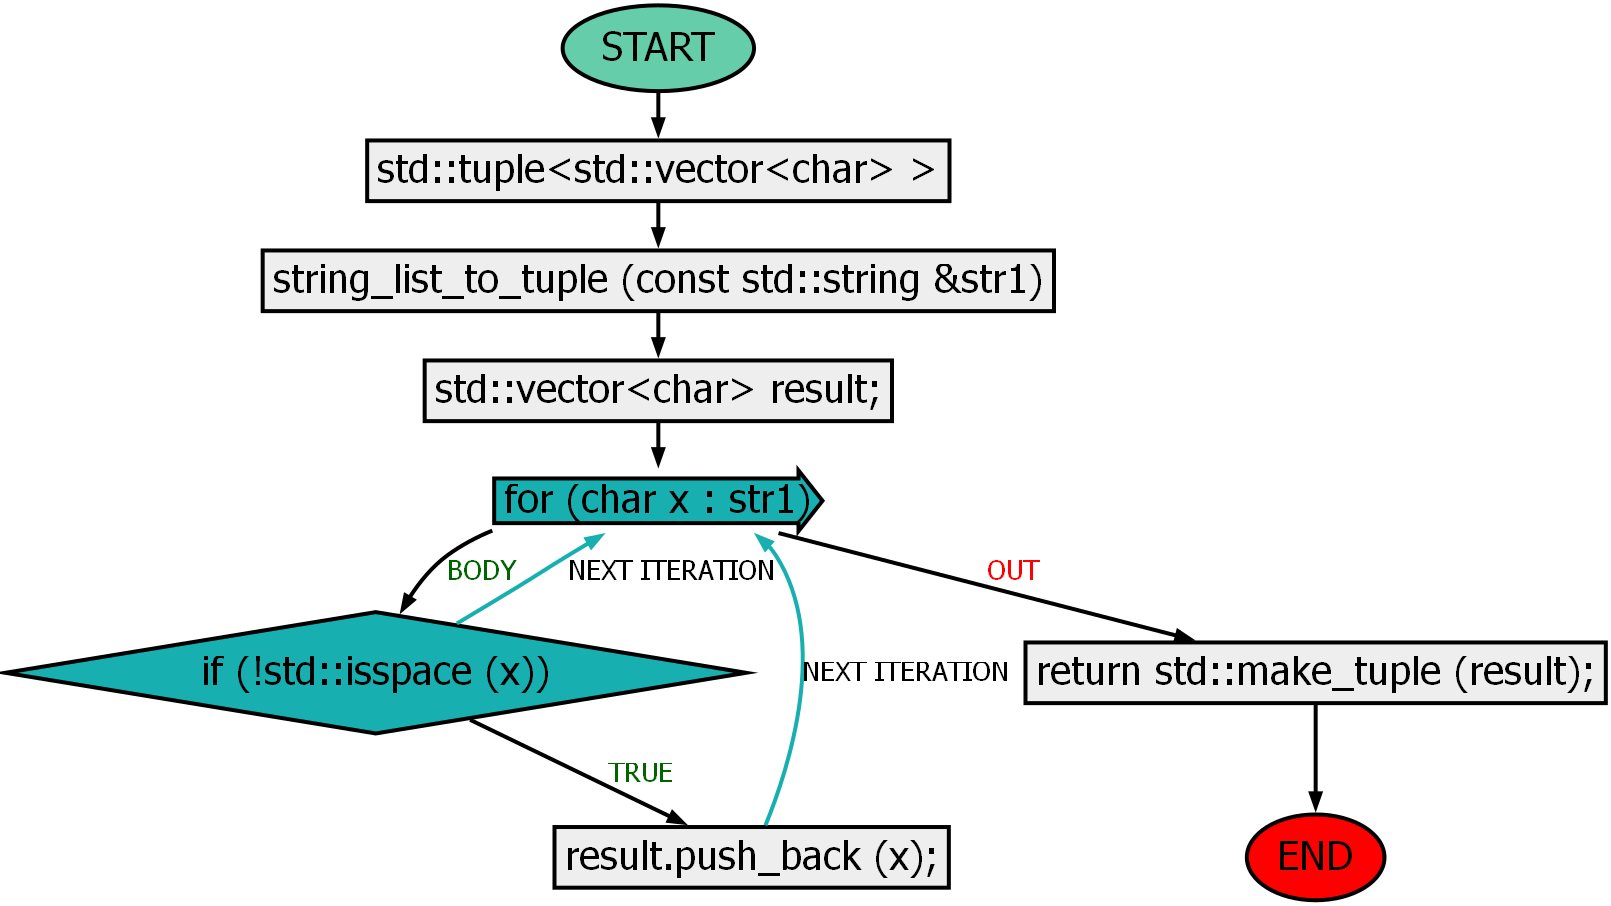 START
std::tuple<std::vector<char> >
string_list_to_tuple (const std::string &str1)
std::vector<char> result;
for (char x : str1)
BODY
NEXT ITERATION
OUT
if (!std::isspace (x))
NEXT ITERATION
return std::make_tuple (result);
TRUE
result.push_back (x);
END